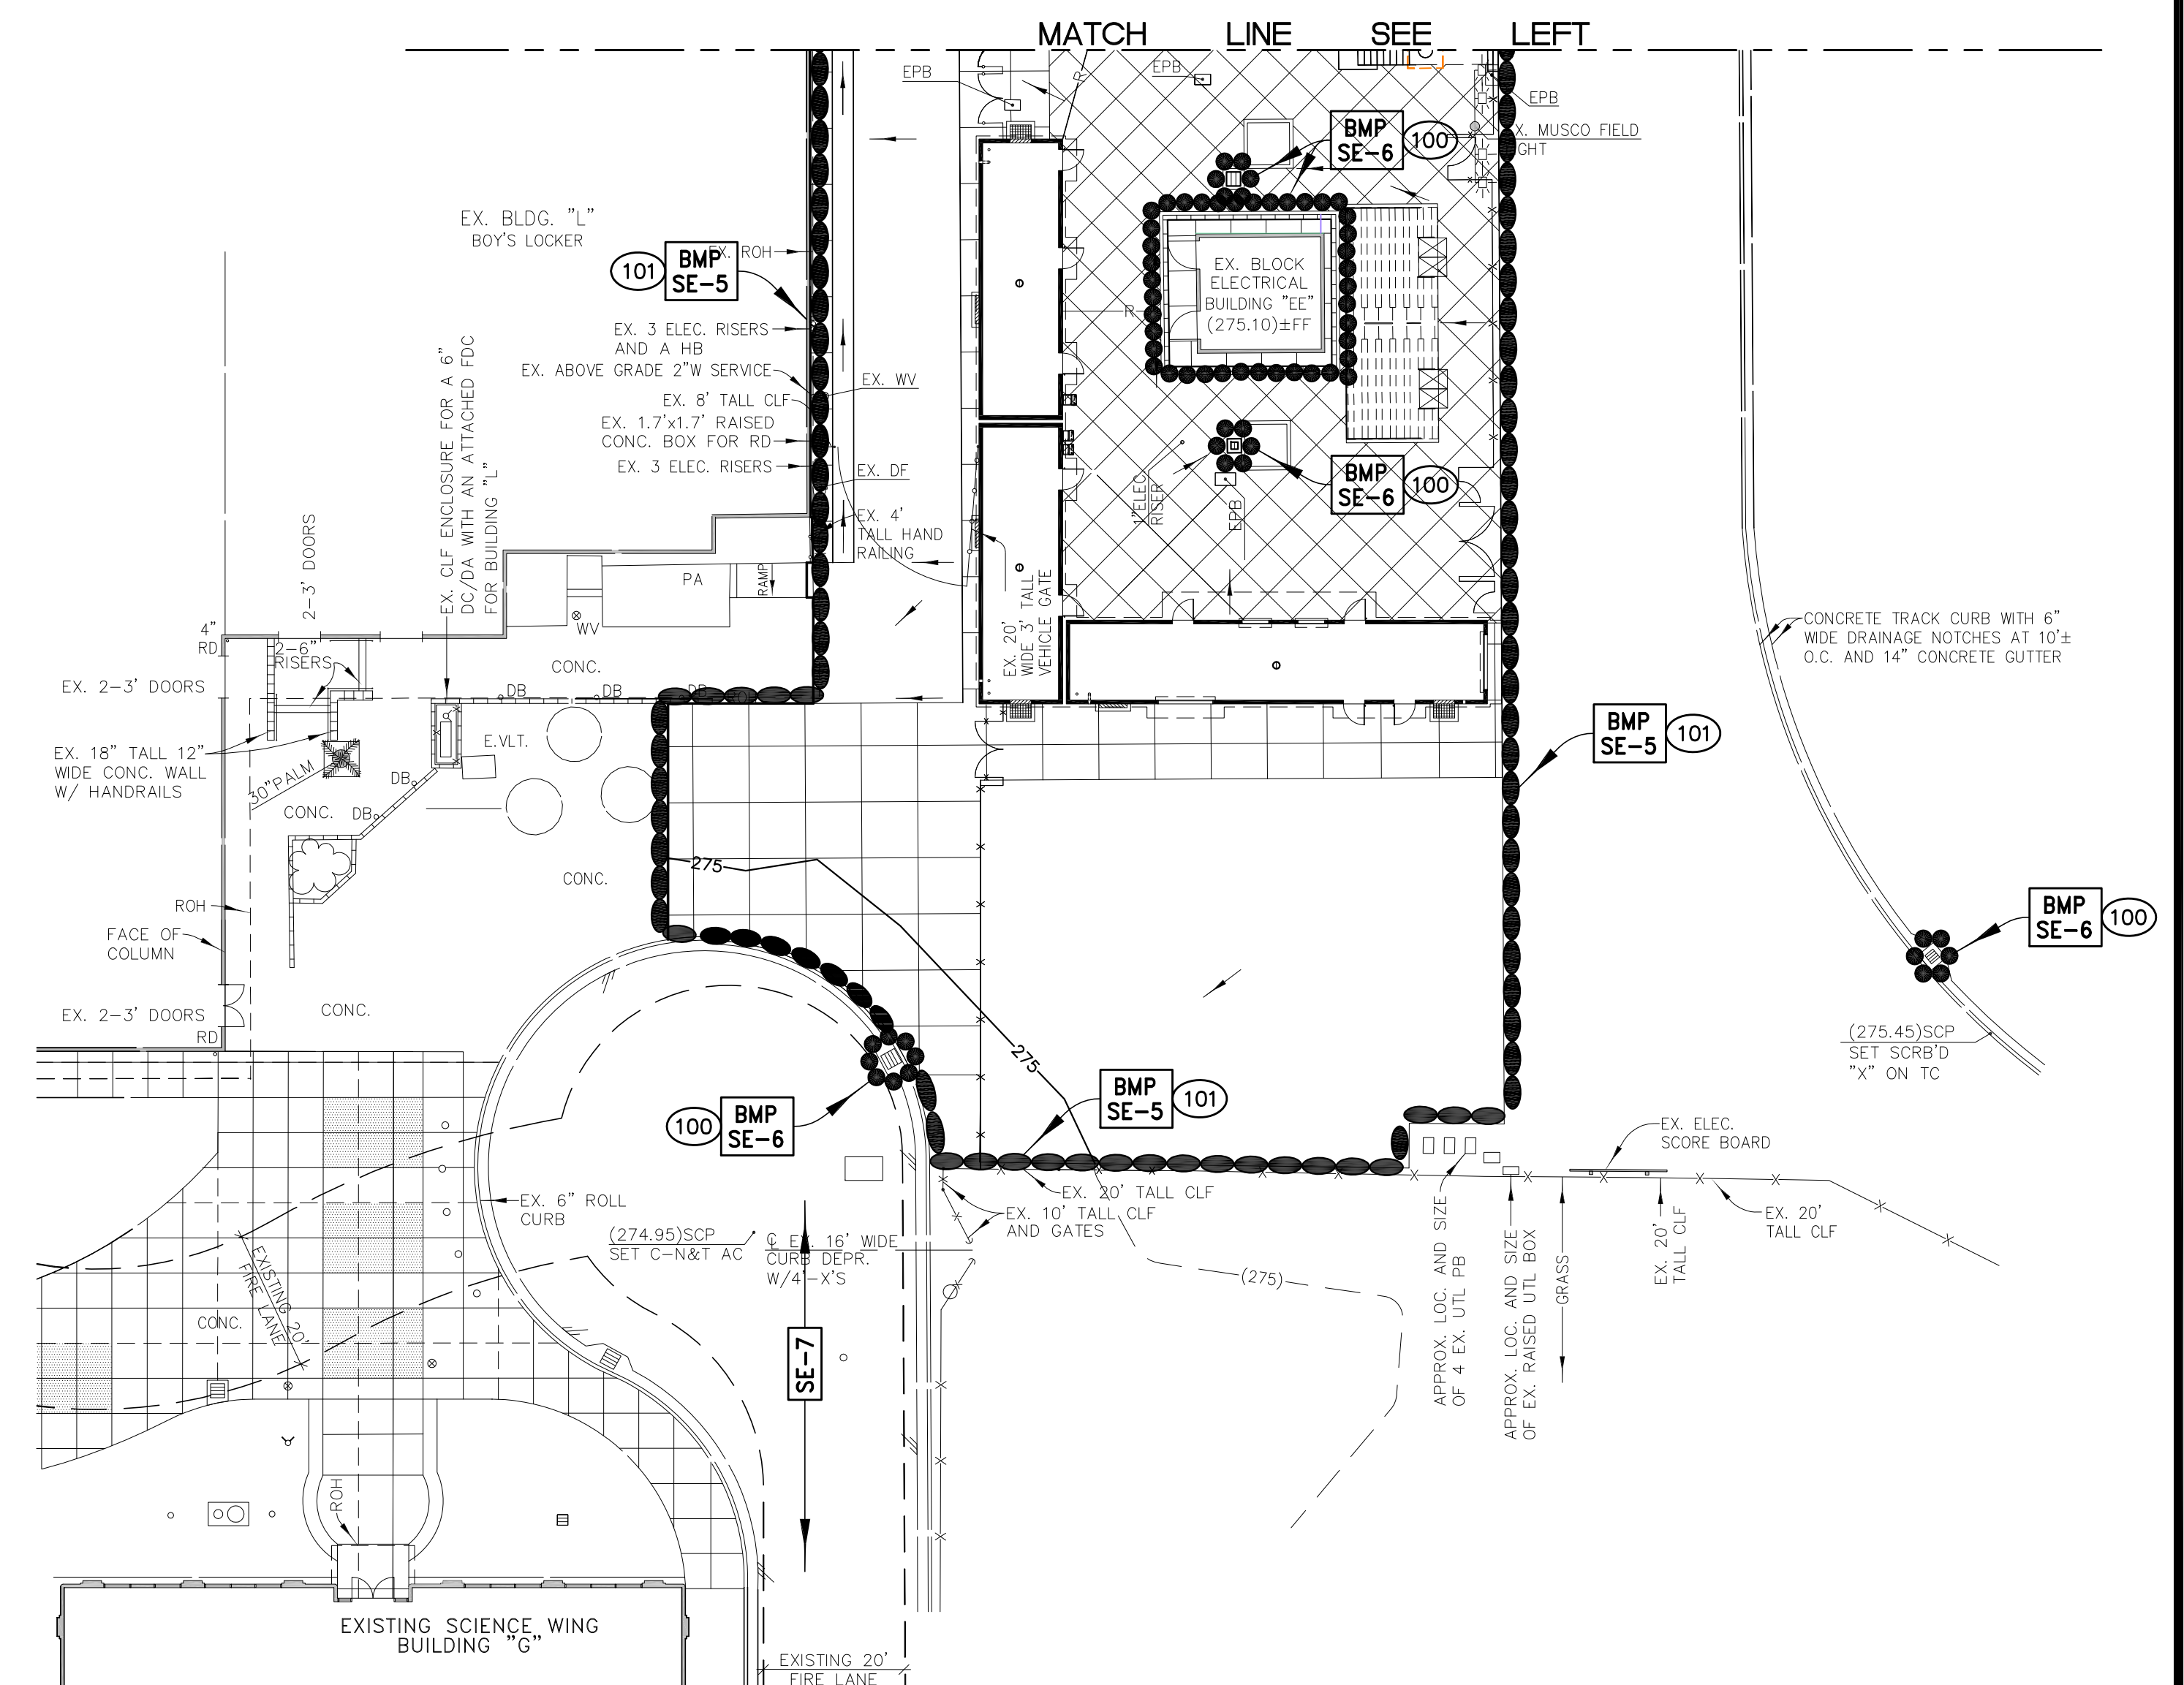 MATCH LINE SEE LEFT
EPB
EPB
EPB
R
BMP
SE-6
100
X. MUSCO FIELD
GHT
EX. BLDG. "L"
BOY'S LOCKER
101
BMP
SE-5
EX. ROH
EX. 3 ELEC. RISERS
AND A HB
EX. ABOVE GRADE 2"W SERVICE
EX. 8' TALL CLF
EX. 1.7'x1.7' RAISED
CONC. BOX FOR RD
EX. 3 ELEC. RISERS
EX. WV
EX. DF
EX. 4'
TALL HAND
RAILING
EX. BLOCK
ELECTRICAL
BUILDING "EE"
(275.10)±FF
R
BMP
SE-6
100
1"ELEC.
RISER
EPB
EX. CLF ENCLOSURE FOR A 6"
DC/DA WITH AN ATTACHED FDC
FOR BUILDING "L"
2-3' DOORS
PA
RAMP
WV
EX. 20'
WIDE 3' TALL
VEHICLE GATE
CONCRETE TRACK CURB WITH 6"
WIDE DRAINAGE NOTCHES AT 10'±
O.C. AND 14" CONCRETE GUTTER
4"
RD
2-6"
RISERS
CONC.
EX. 2-3' DOORS
DB
DB
DB
E.VLT.
EX. 18" TALL 12"
WIDE CONC. WALL
W/ HANDRAILS
30"PALM
DB
CONC.
DB
BMP
SE-5
101
275
CONC.
ROH
FACE OF
COLUMN
BMP
SE-6
100
EX. 2-3' DOORS
CONC.
RD
(275.45)SCP
SET SCRB'D
"X" ON TC
275
100
BMP
SE-6
BMP
SE-5
101
EX. ELEC.
SCORE BOARD
EX. 6" ROLL
CURB
EX. 20' TALL CLF
EX. 10' TALL CLF
AND GATES
(274.95)SCP
SET C-N&T AC
℄ EX. 16' WIDE
CURB DEPR.
W/4'-X'S
(275)
APPROX. LOC. AND SIZE
OF 4 EX. UTL PB
APPROX. LOC. AND SIZE
OF EX. RAISED UTL BOX
GRASS
EX. 20'
TALL CLF
EX. 20'
TALL CLF
EXISTING 20'
FIRE LANE
CONC.
SE-7
ROH
EXISTING SCIENCE WING
BUILDING "G"
EXISTING 20'
FIRE LANE